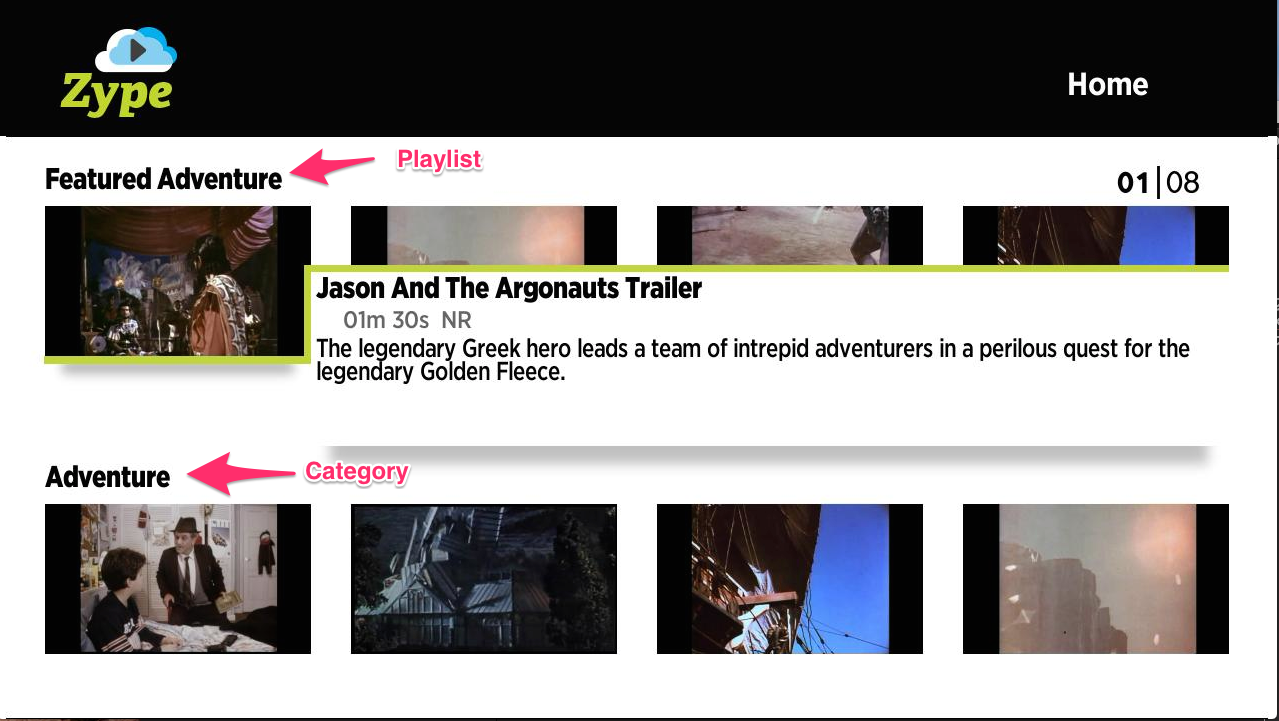 Zype
Home
Featured Adventure
Playlist
01|08
Jason And The Argonauts Trailer
01m 30s NR
The legendary Greek hero leads a team of intrepid adventurers in a perilous quest for the
legendary Golden Fleece.
Adventure
Category